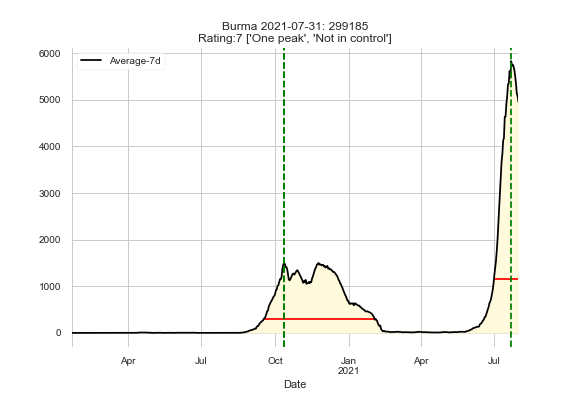 Burma 2021-07-31: 299185
Rating:7 ['One peak', 'Not in control']
Average-7d
6000
5000
4000
3000
2000
1000
0
Apr Jul Oct Jan Apr Jul
2021
Date